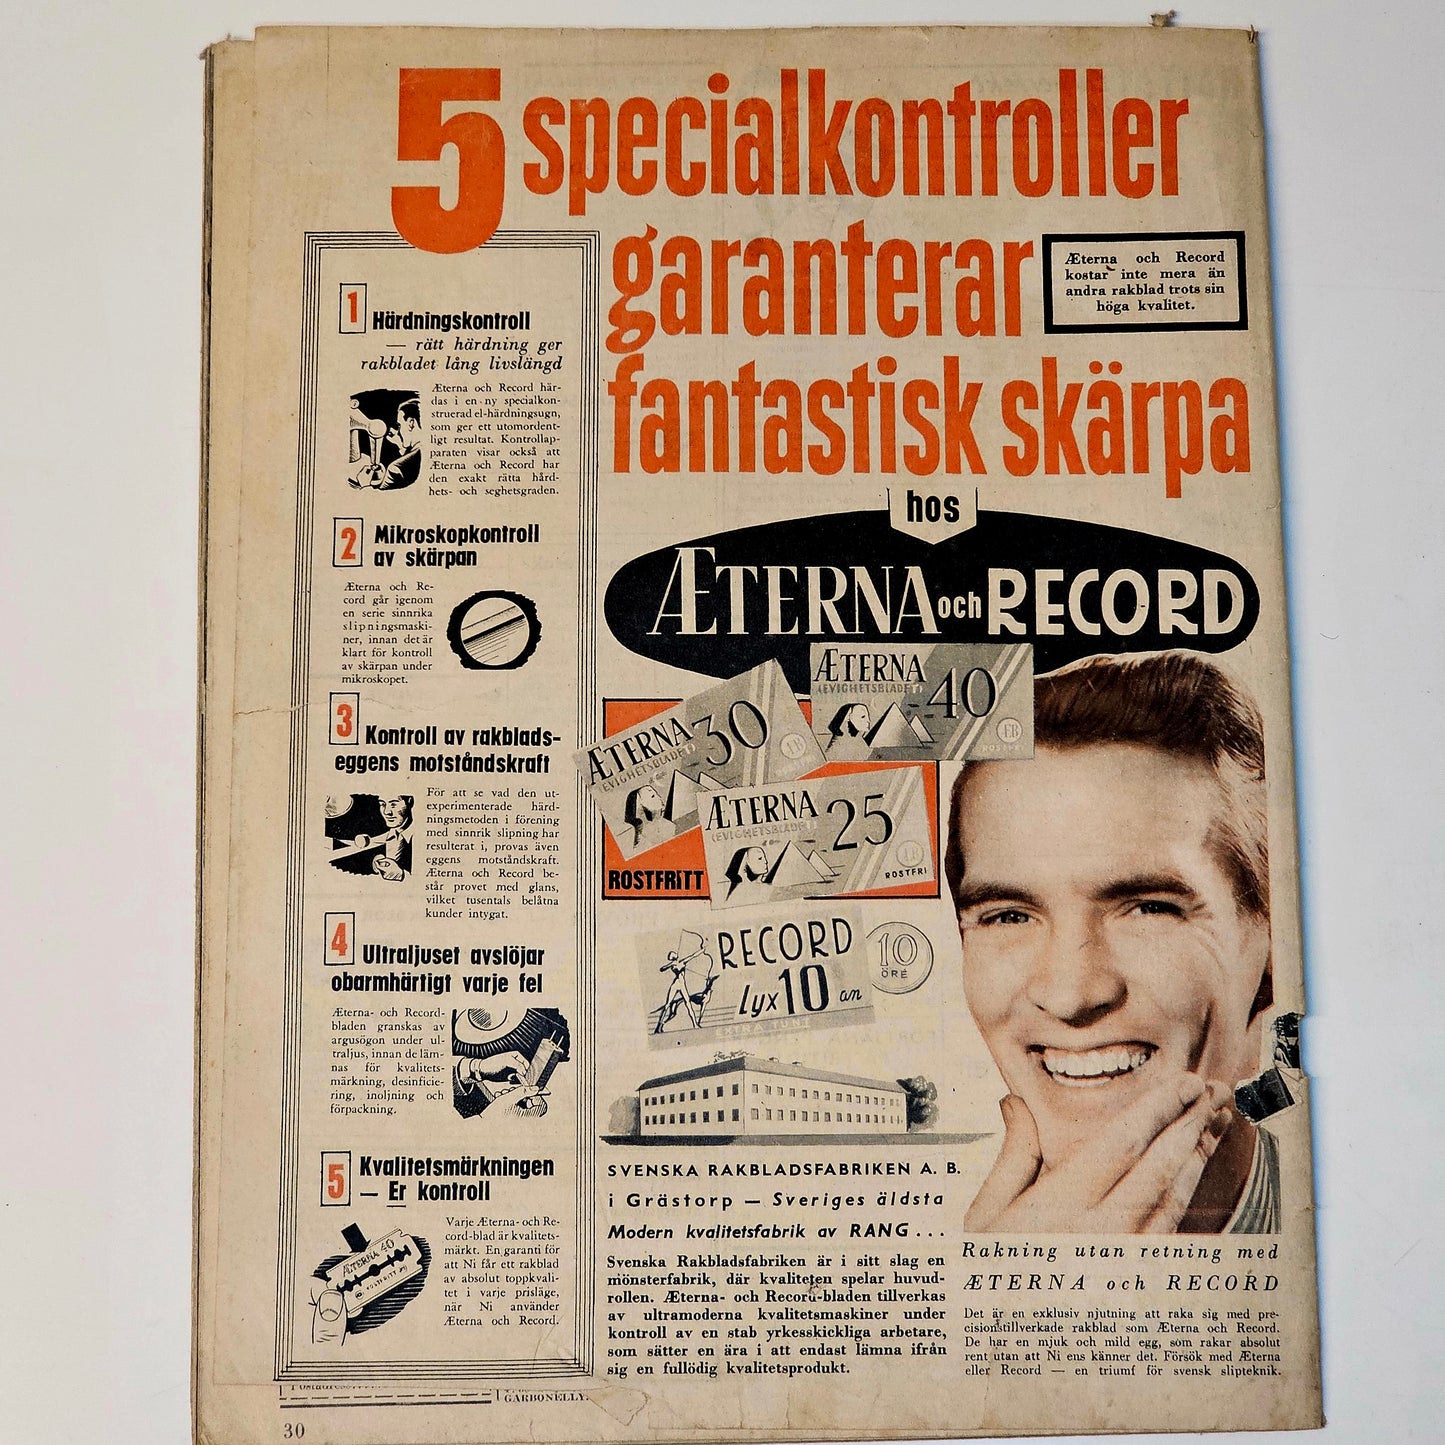 5 specialkontroller
garanterar
fantastisk skärpa
Æterna och Record
kostar inte mera än
andra rakblad trots sin
höga kvalitet.
hos
ÆTERNA och RECORD
1 Härdningskontroll
— rätt härdning ger
rakbladet lång livslängd
Æterna och Record här-
das i en ny specialkon-
struerad el-härdningsugn,
som ger ett utomordent-
ligt resultat. Kontrollap-
paraten visar också att
Æterna och Record har
den exakt rätta hård-
hets- och seghetsgraden.
2 Mikroskopkontroll
av skärpan
Æterna och Re-
cord går igenom
en serie sinnrika
slipningsmaski-
ner, innan det är
klart för kontroll
av skärpan under
mikroskopet.
3 Kontroll av rakblads-
eggens motståndskraft
För att se vad den ut-
experimenterade härd-
ningsmetoden i förening
med sinnrik slipning har
resulterat i, provas även
eggens motståndskraft.
Æterna och Record be-
står provet med glans,
vilket tusentals belåtna
kunder intygat.
4 Ultraljuset avslöjar
obarmhärtigt varje fel
Æterna- och Record-
bladen granskas av
argusögon under ul-
traljus, innan de läm-
nas för kvalitets-
märkning, desinficie-
ring, inoljning och
förpackning.
5 Kvalitetsmärkningen
— Er kontroll
ÆTERNA 40
ROSTFRITT
Varje Æterna- och Re-
cord-blad är kvalitets-
märkt. En garanti för
att Ni får ett rakblad
av absolut toppkvali-
tet i varje prisläge,
när Ni använder
Æterna och Record.
ÆTERNA 40
(EVIGHETSBLADET)
ÆB
ROSTFRI
ÆTERNA 30
(EVIGHETSBLADET)
ÆB
ÆTERNA 25
(EVIGHETSBLADET)
ÆB
ROSTFRI
ROSTFRITT
RECORD
lyx 10 an
EXTRA TUNT
10
ÖRE
SVENSKA RAKBLADSFABRIKEN A. B.
i Grästorp — Sveriges äldsta
Modern kvalitetsfabrik av RANG . . .
Svenska Rakbladsfabriken är i sitt slag en
mönsterfabrik, där kvaliteten spelar huvud-
rollen. Æterna- och Record-bladen tillverkas
av ultramoderna kvalitetsmaskiner under
kontroll av en stab yrkesskickliga arbetare,
som sätter en ära i att endast lämna ifrån
sig en fullödig kvalitetsprodukt.
Rakning utan retning med
ÆTERNA och RECORD
Det är en exklusiv njutning att raka sig med pre-
cisionstillverkade rakblad som Æterna och Record.
De har en mjuk och mild egg, som rakar absolut
rent utan att Ni ens känner det. Försök med Æterna
eller Record — en triumf för svensk slipteknik.
GARBONELLY.
30